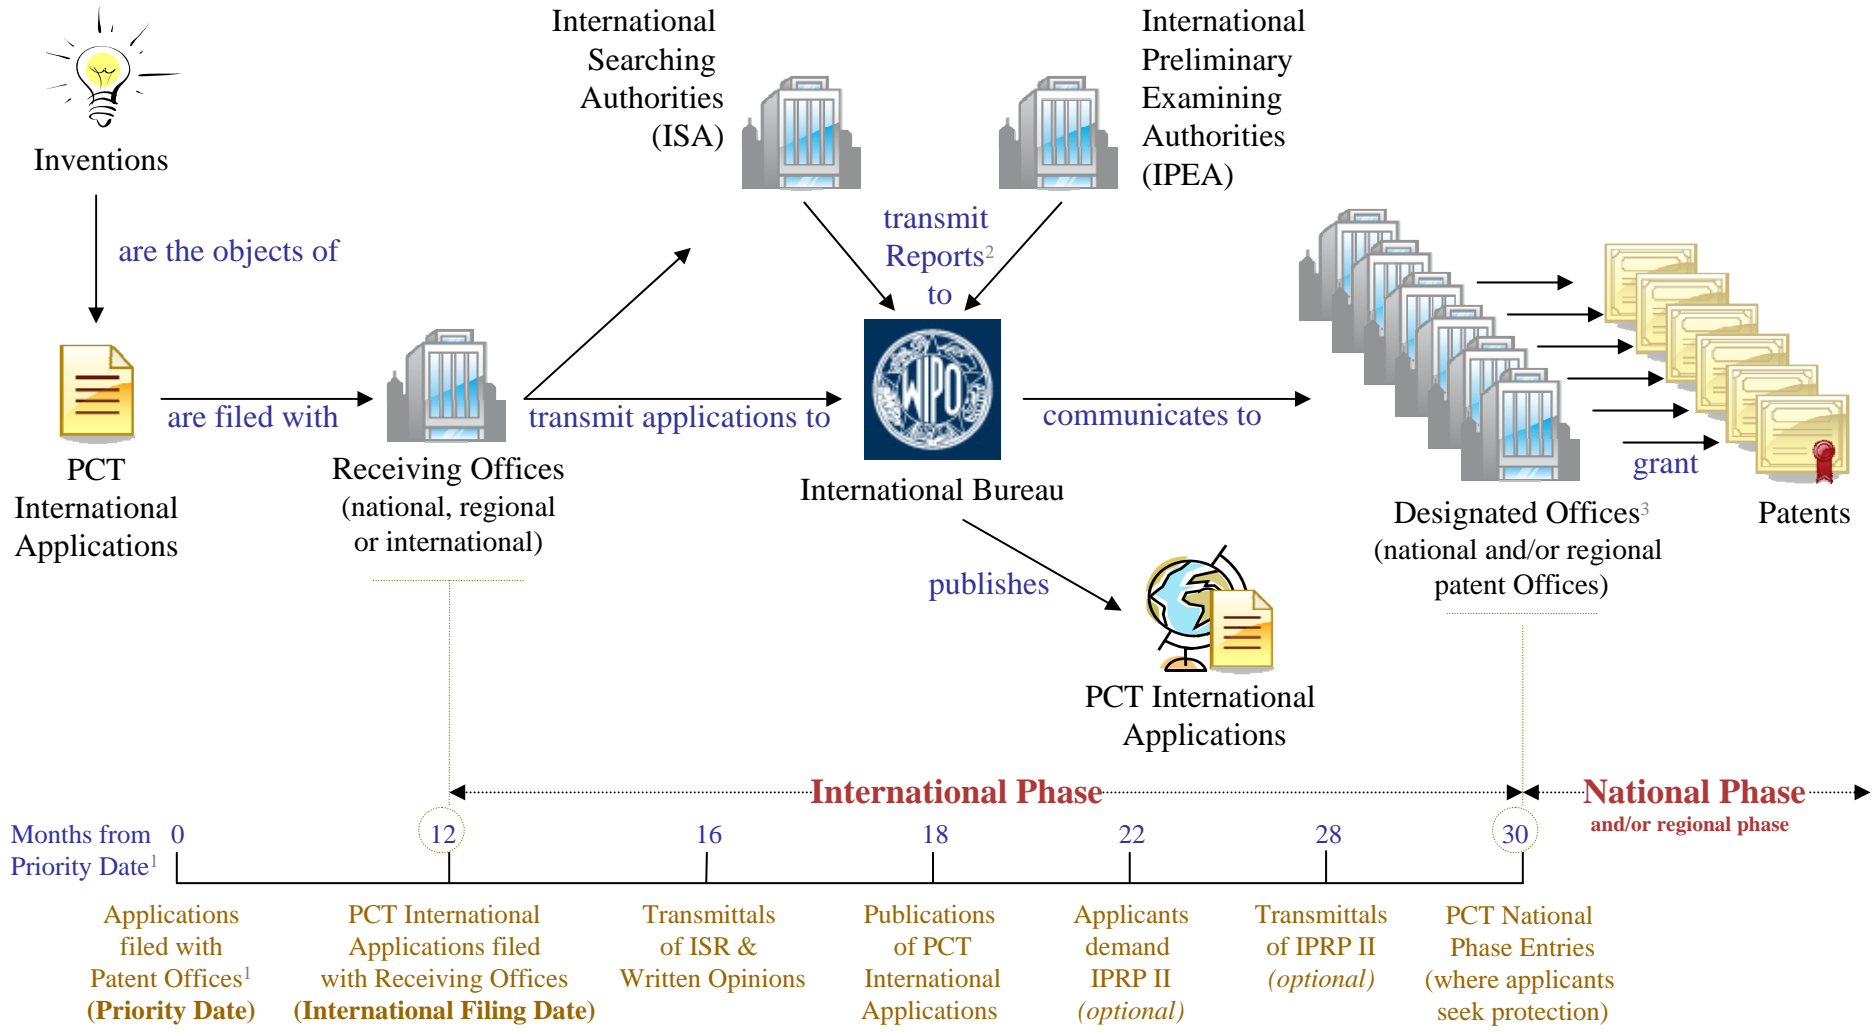 International
Searching
Authorities
(ISA)
International
Preliminary
Examining
Authorities
(IPEA)
Inventions
are the objects of
transmit
Reports2
to
WIPO
are filed with
transmit applications to
communicates to
grant
PCT
International
Applications
Receiving Offices
(national, regional
or international)
International Bureau
Designated Offices3
(national and/or regional
patent Offices)
Patents
publishes
PCT International
Applications
International Phase
National Phase
and/or regional phase
Months from
Priority Date1
0
12
16
18
22
28
30
Applications
filed with
Patent Offices1
(Priority Date)
PCT International
Applications filed
with Receiving Offices
(International Filing Date)
Transmittals
of ISR &
Written Opinions
Publications
of PCT
International
Applications
Applicants
demand
IPRP II
(optional)
Transmittals
of IPRP II
(optional)
PCT National
Phase Entries
(where applicants
seek protection)